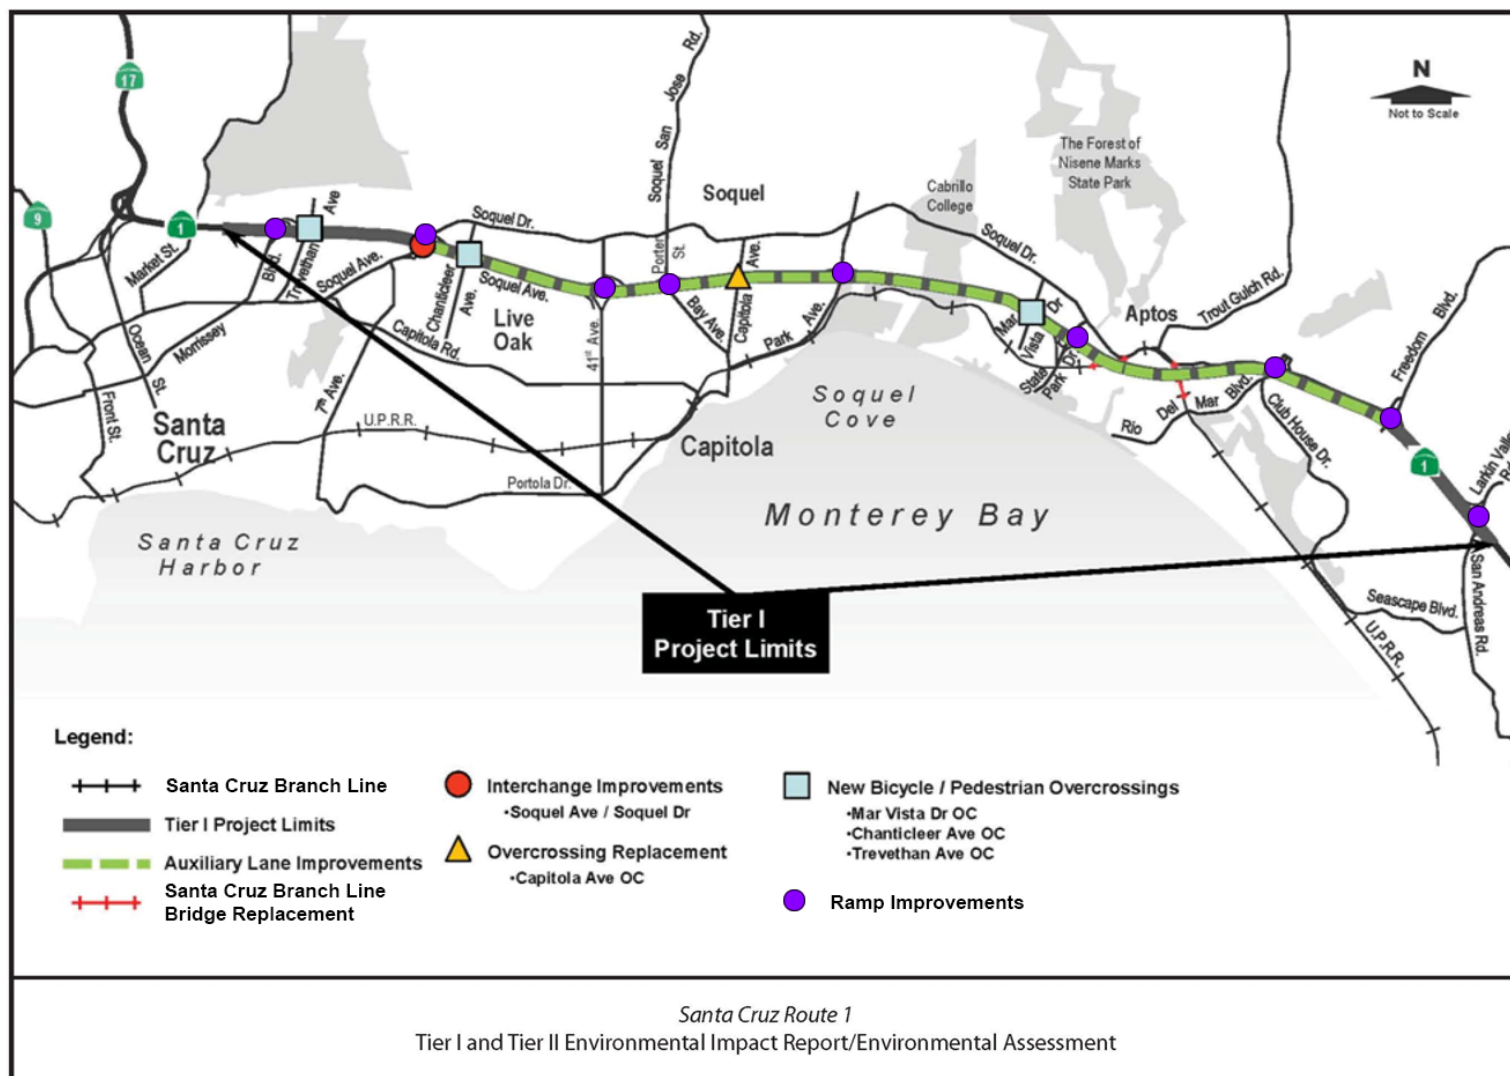 17
9
1
Ave
Soquel Dr.
Soquel San Jose Rd.
Soquel
Cabrillo
College
The Forest of
Nisene Marks
State Park
N
Not to Scale
Market St.
Blvd.
Trevethan
Soquel Ave.
Chanticleer
Ave.
Soquel Ave.
Porter
St.
Ave.
Capitola
Bay Ave.
Park Ave.
Soquel Dr.
Mar
Vista
Dr
State
Park
Dr.
Aptos
Trout Gulch Rd.
Freedom Blvd.
Ocean
St.
Morrissey
Capitola Rd.
Live
Oak
41st Ave.
7th Ave.
Front St.
Santa
Cruz
U.P.R.R.
Portola Dr.
Capitola
Soquel
Cove
Rio Del Mar Blvd.
Club House Dr.
1
Larkin Valle
Rd
Monterey Bay
Santa Cruz
Harbor
San Andreas Rd.
Seascape Blvd.
U.P.R.R.
Tier I
Project Limits
Legend:
Santa Cruz Branch Line
Tier I Project Limits
Auxiliary Lane Improvements
Santa Cruz Branch Line
Bridge Replacement
Interchange Improvements
•Soquel Ave / Soquel Dr
Overcrossing Replacement
•Capitola Ave OC
New Bicycle / Pedestrian Overcrossings
•Mar Vista Dr OC
•Chanticleer Ave OC
•Trevethan Ave OC
Ramp Improvements
Santa Cruz Route 1
Tier I and Tier II Environmental Impact Report/Environmental Assessment